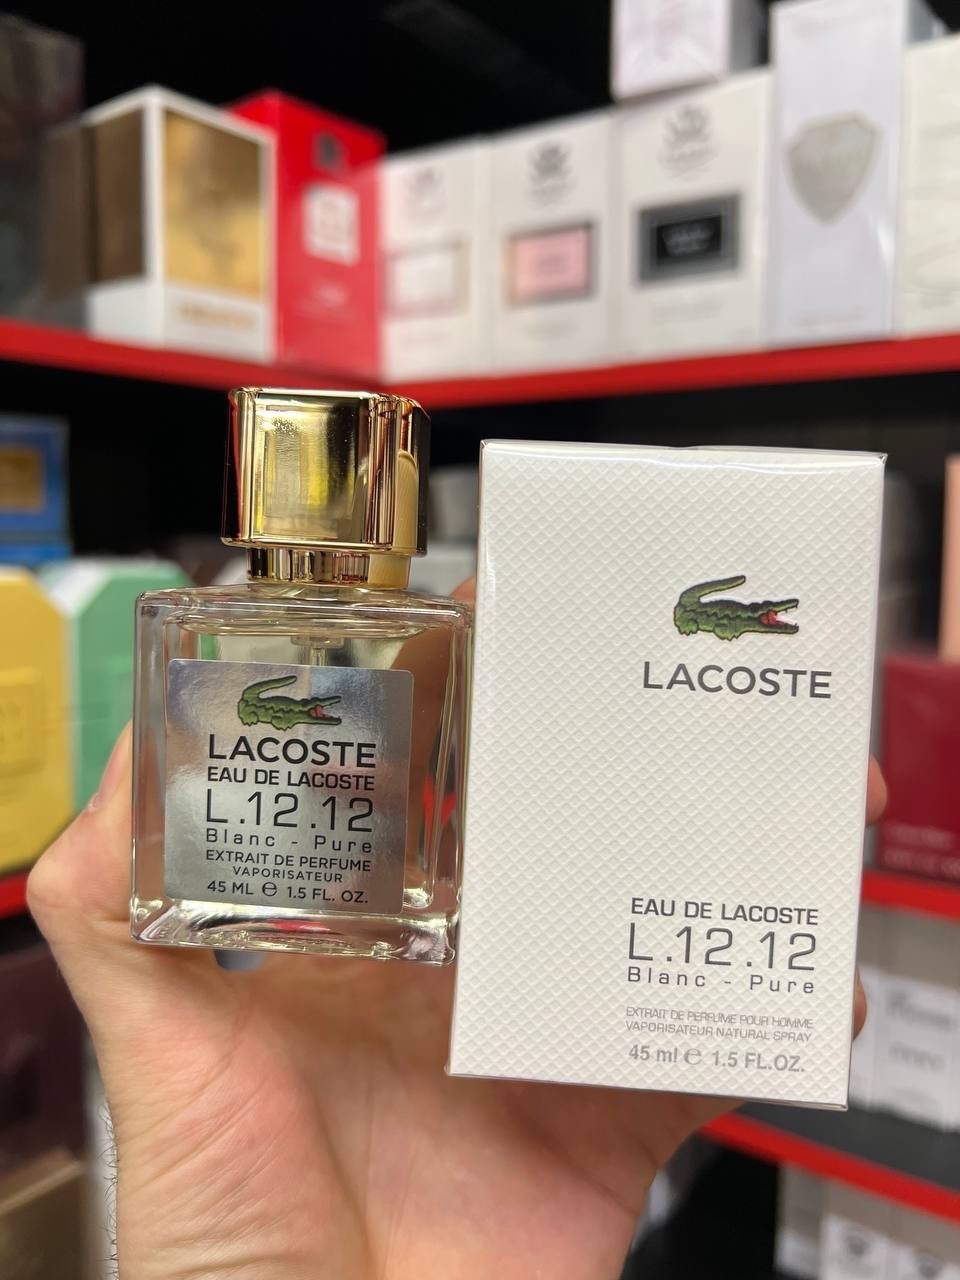 LACOSTE
EAU DE LACOSTE
L.12.12
Blanc - Pure
EXTRAIT DE PERFUME
VAPORISATEUR
45 ML e 1.5 FL. OZ.
LACOSTE
EAU DE LACOSTE
L.12.12
Blanc - Pure
EXTRAIT DE PERFUME POUR HOMME
VAPORISATEUR NATURAL SPRAY
45 ml e 1.5 FL.OZ.